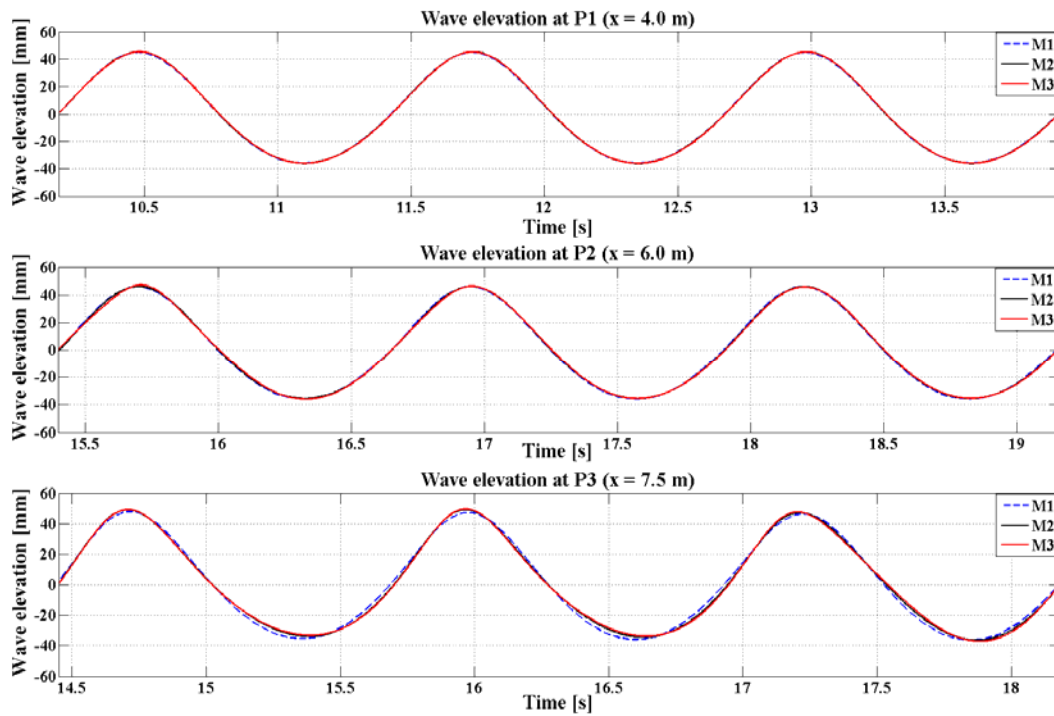 Wave elevation at P1 (x = 4.0 m)
Wave elevation [mm]
60
40
20
0
-20
-40
-60
M1
M2
M3
10.5 11 11.5 12 12.5 13 13.5
Time [s]
Wave elevation at P2 (x = 6.0 m)
Wave elevation [mm]
60
40
20
0
-20
-40
-60
M1
M2
M3
15.5 16 16.5 17 17.5 18 18.5 19
Time [s]
Wave elevation at P3 (x = 7.5 m)
Wave elevation [mm]
60
40
20
0
-20
-40
-60
M1
M2
M3
14.5 15 15.5 16 16.5 17 17.5 18
Time [s]